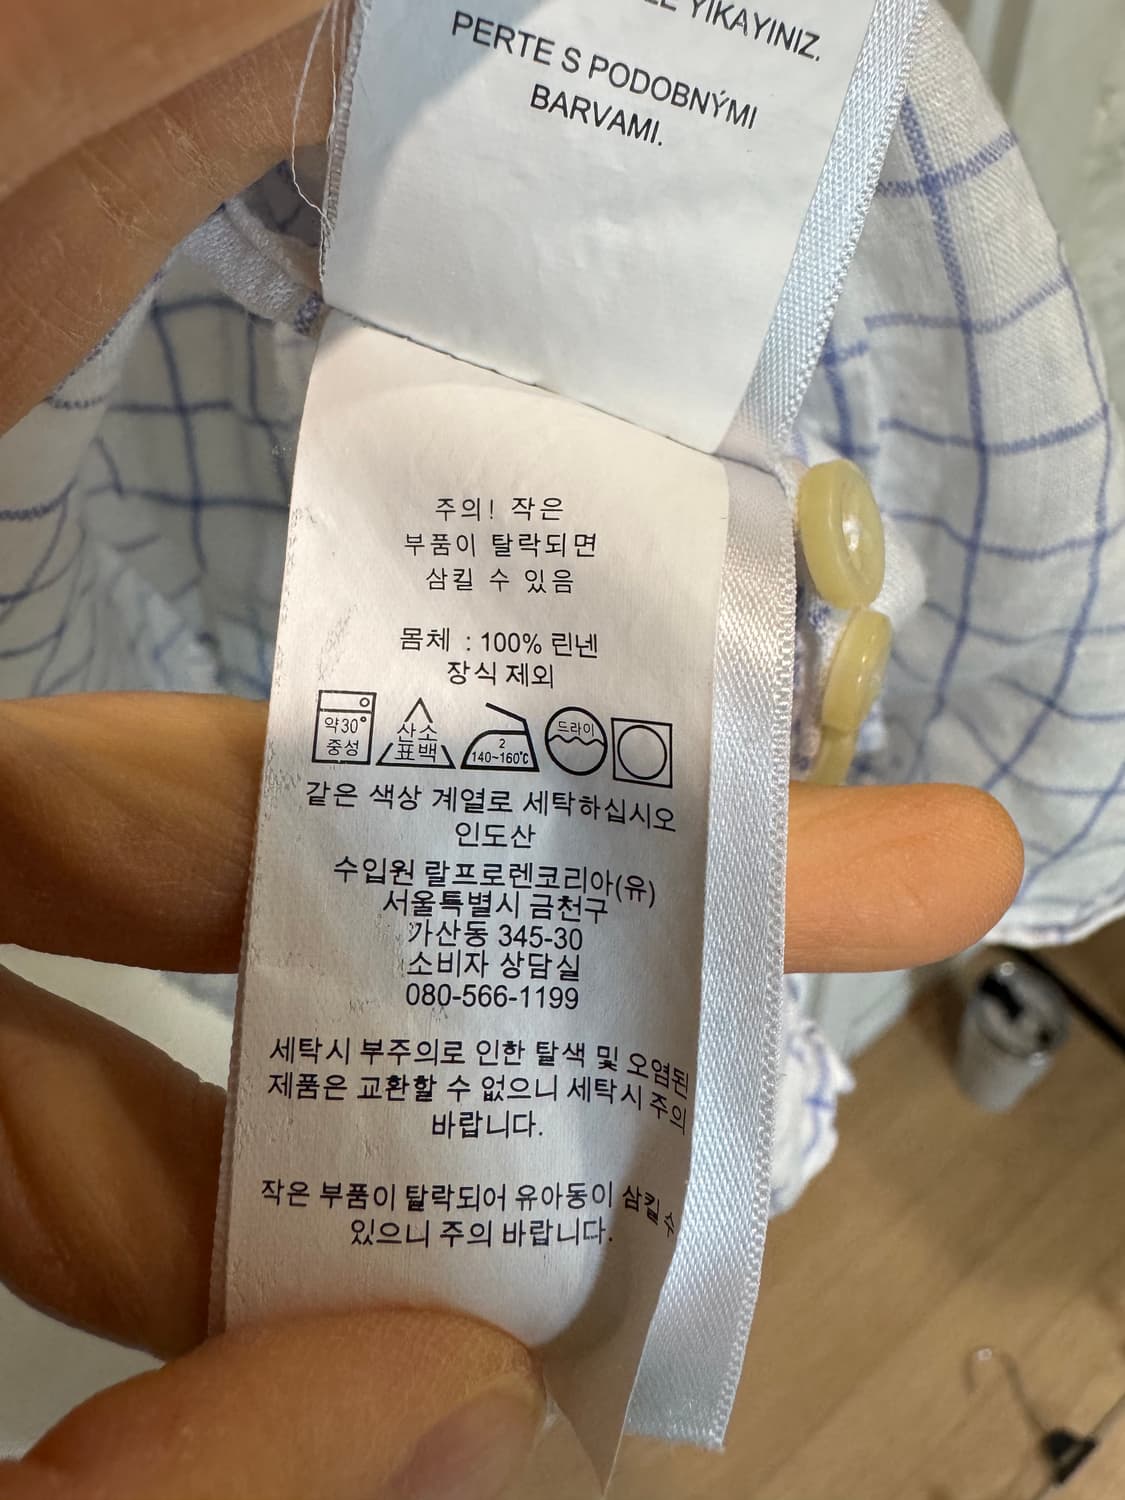 YIKAYINIZ.
PERTE S PODOBNÝMI
BARVAMI.
주의! 작은
부품이 탈락되면
삼킬 수 있음
몸체 : 100% 린넨
장식 제외
약30°
중성
산소
표백
2
140~160℃
드라이
같은 색상 계열로 세탁하십시오
인도산
수입원 랄프로렌코리아(유)
서울특별시 금천구
가산동 345-30
소비자 상담실
080-566-1199
세탁시 부주의로 인한 탈색 및 오염된
제품은 교환할 수 없으니 세탁시 주의
바랍니다.
작은 부품이 탈락되어 유아동이 삼킬 수
있으니 주의 바랍니다.